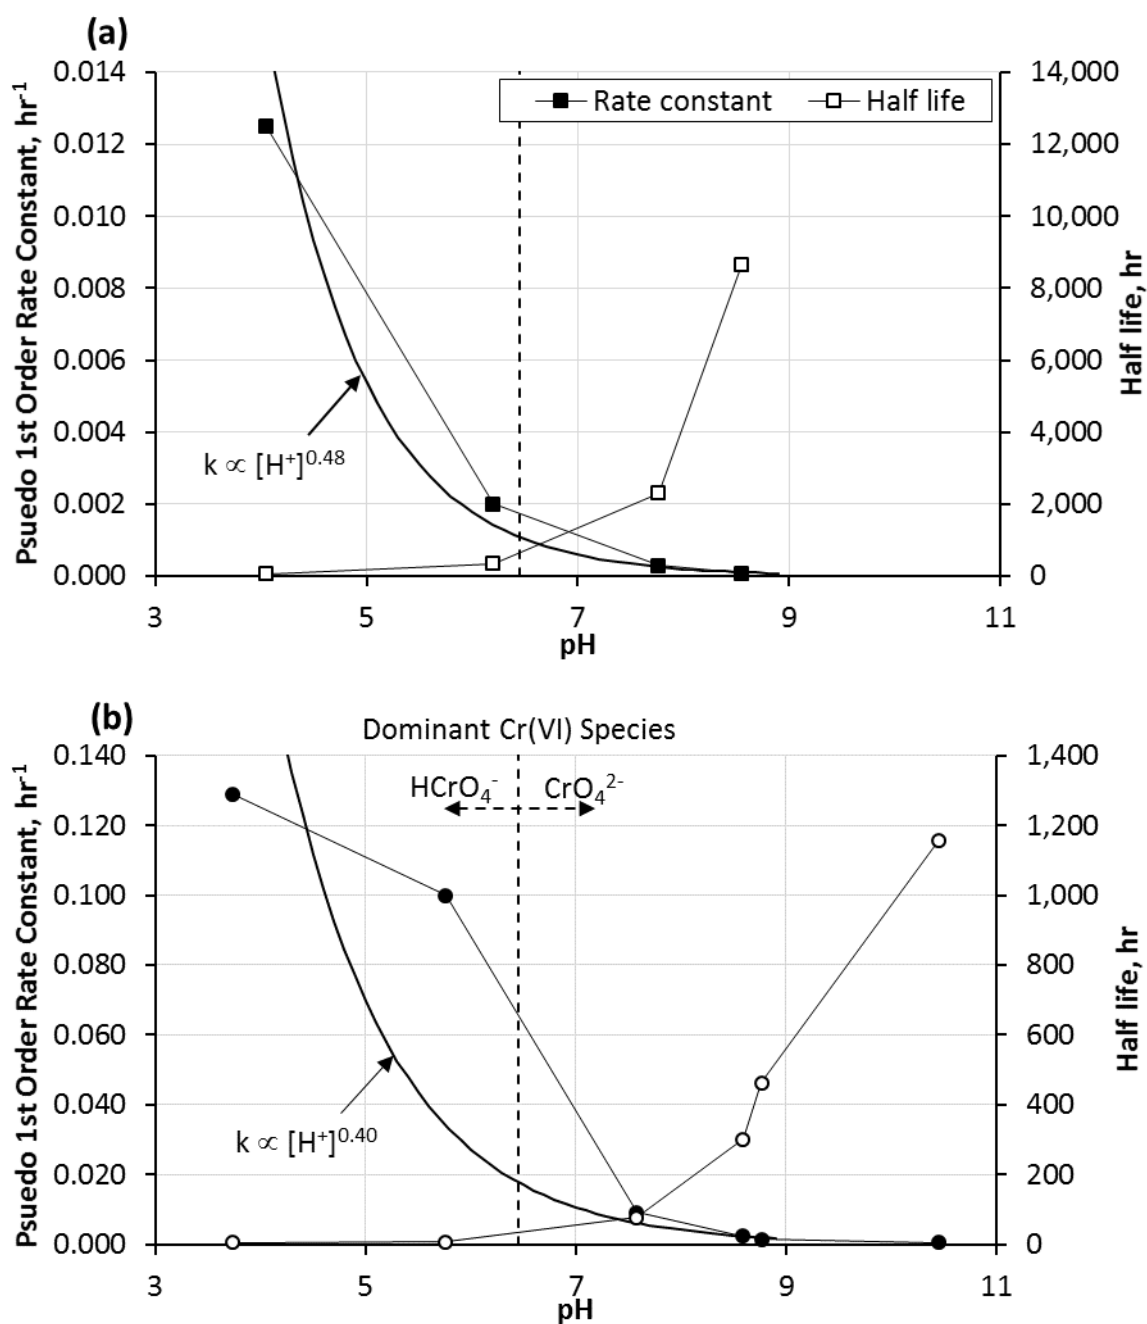 (a)
0.014
0.012
0.010
0.008
0.006
0.004
0.002
0.000
Psuedo 1st Order Rate Constant, hr⁻¹
Rate constant
Half life
k ∝ [H⁺]⁰·⁴⁸
14,000
12,000
10,000
8,000
6,000
4,000
2,000
0
Half life, hr
3 5 7 9 11
pH
(b)
Dominant Cr(VI) Species
HCrO₄⁻ CrO₄²⁻
0.140
0.120
0.100
0.080
0.060
0.040
0.020
0.000
Psuedo 1st Order Rate Constant, hr⁻¹
k ∝ [H⁺]⁰·⁴⁰
1,400
1,200
1,000
800
600
400
200
0
Half life, hr
3 5 7 9 11
pH